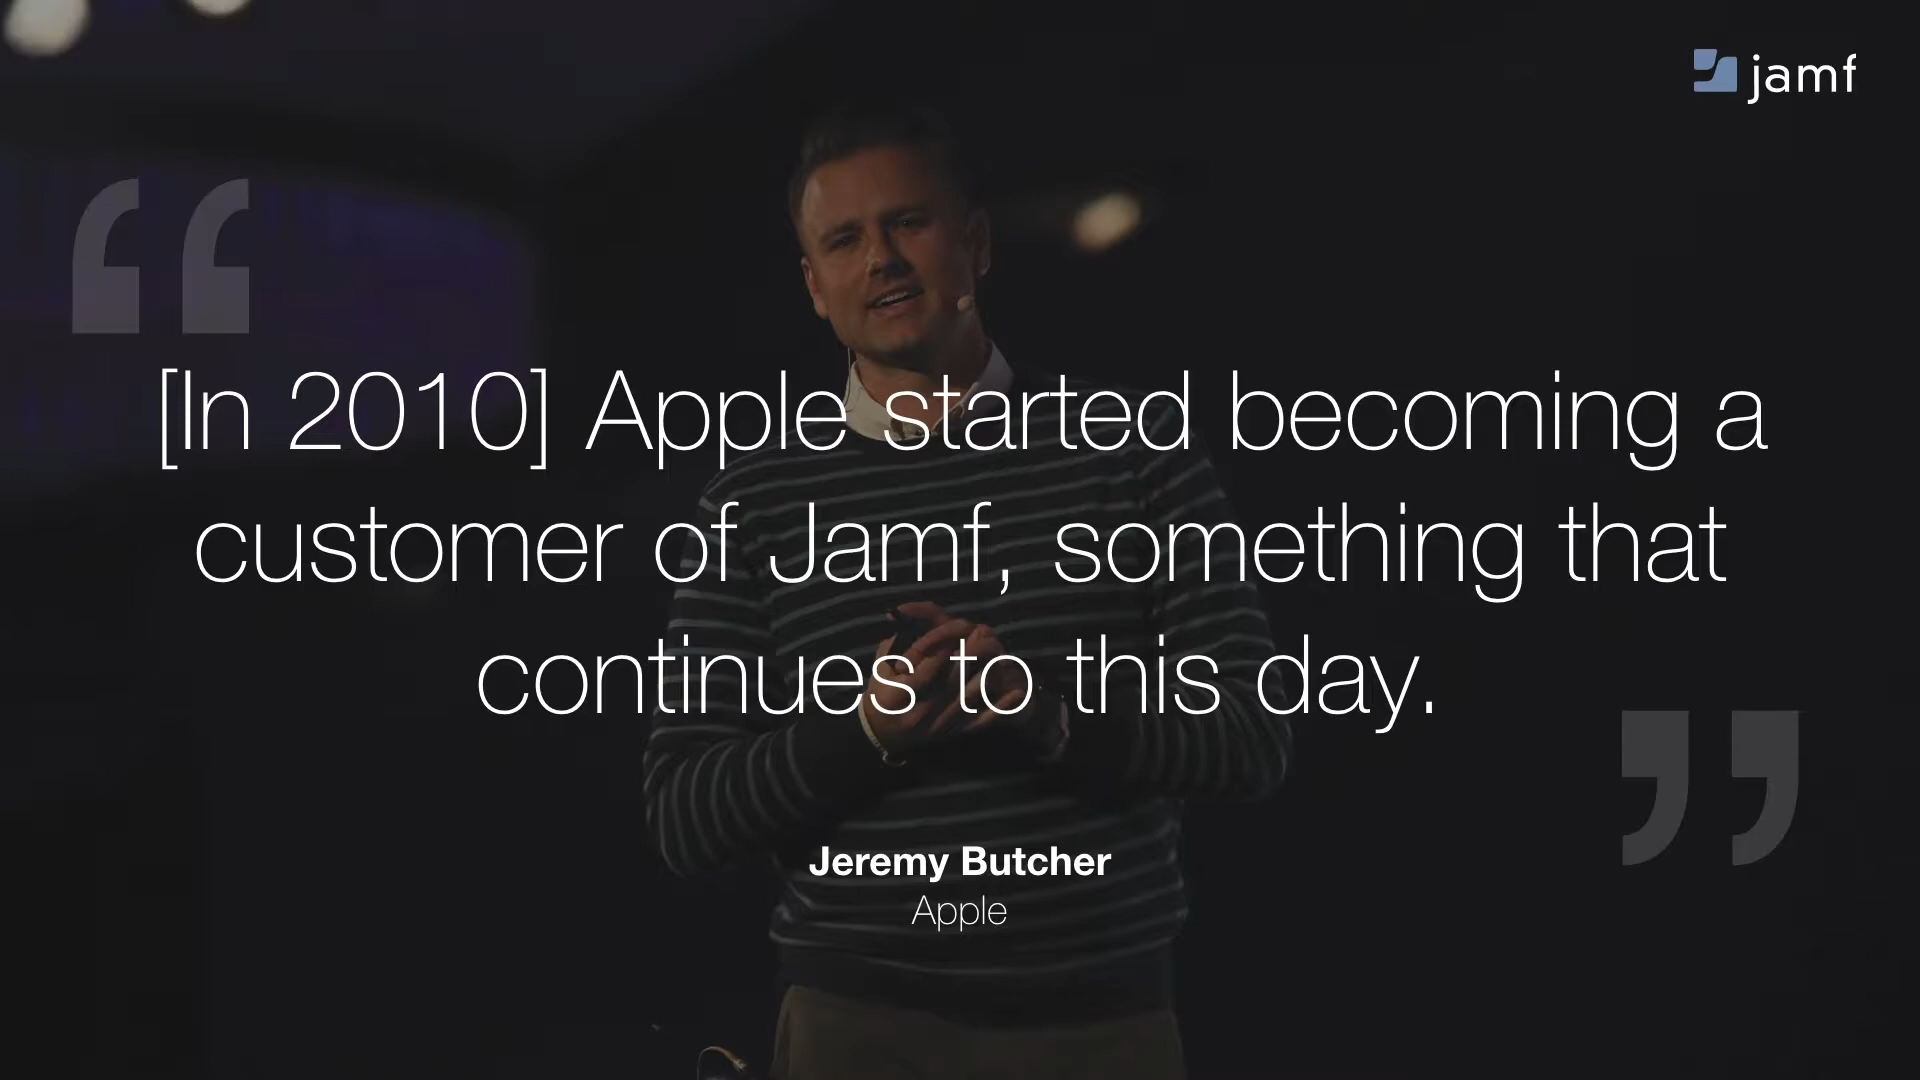 jamf
“
[In 2010] Apple started becoming a
customer of Jamf, something that
continues to this day.
”
Jeremy Butcher
Apple